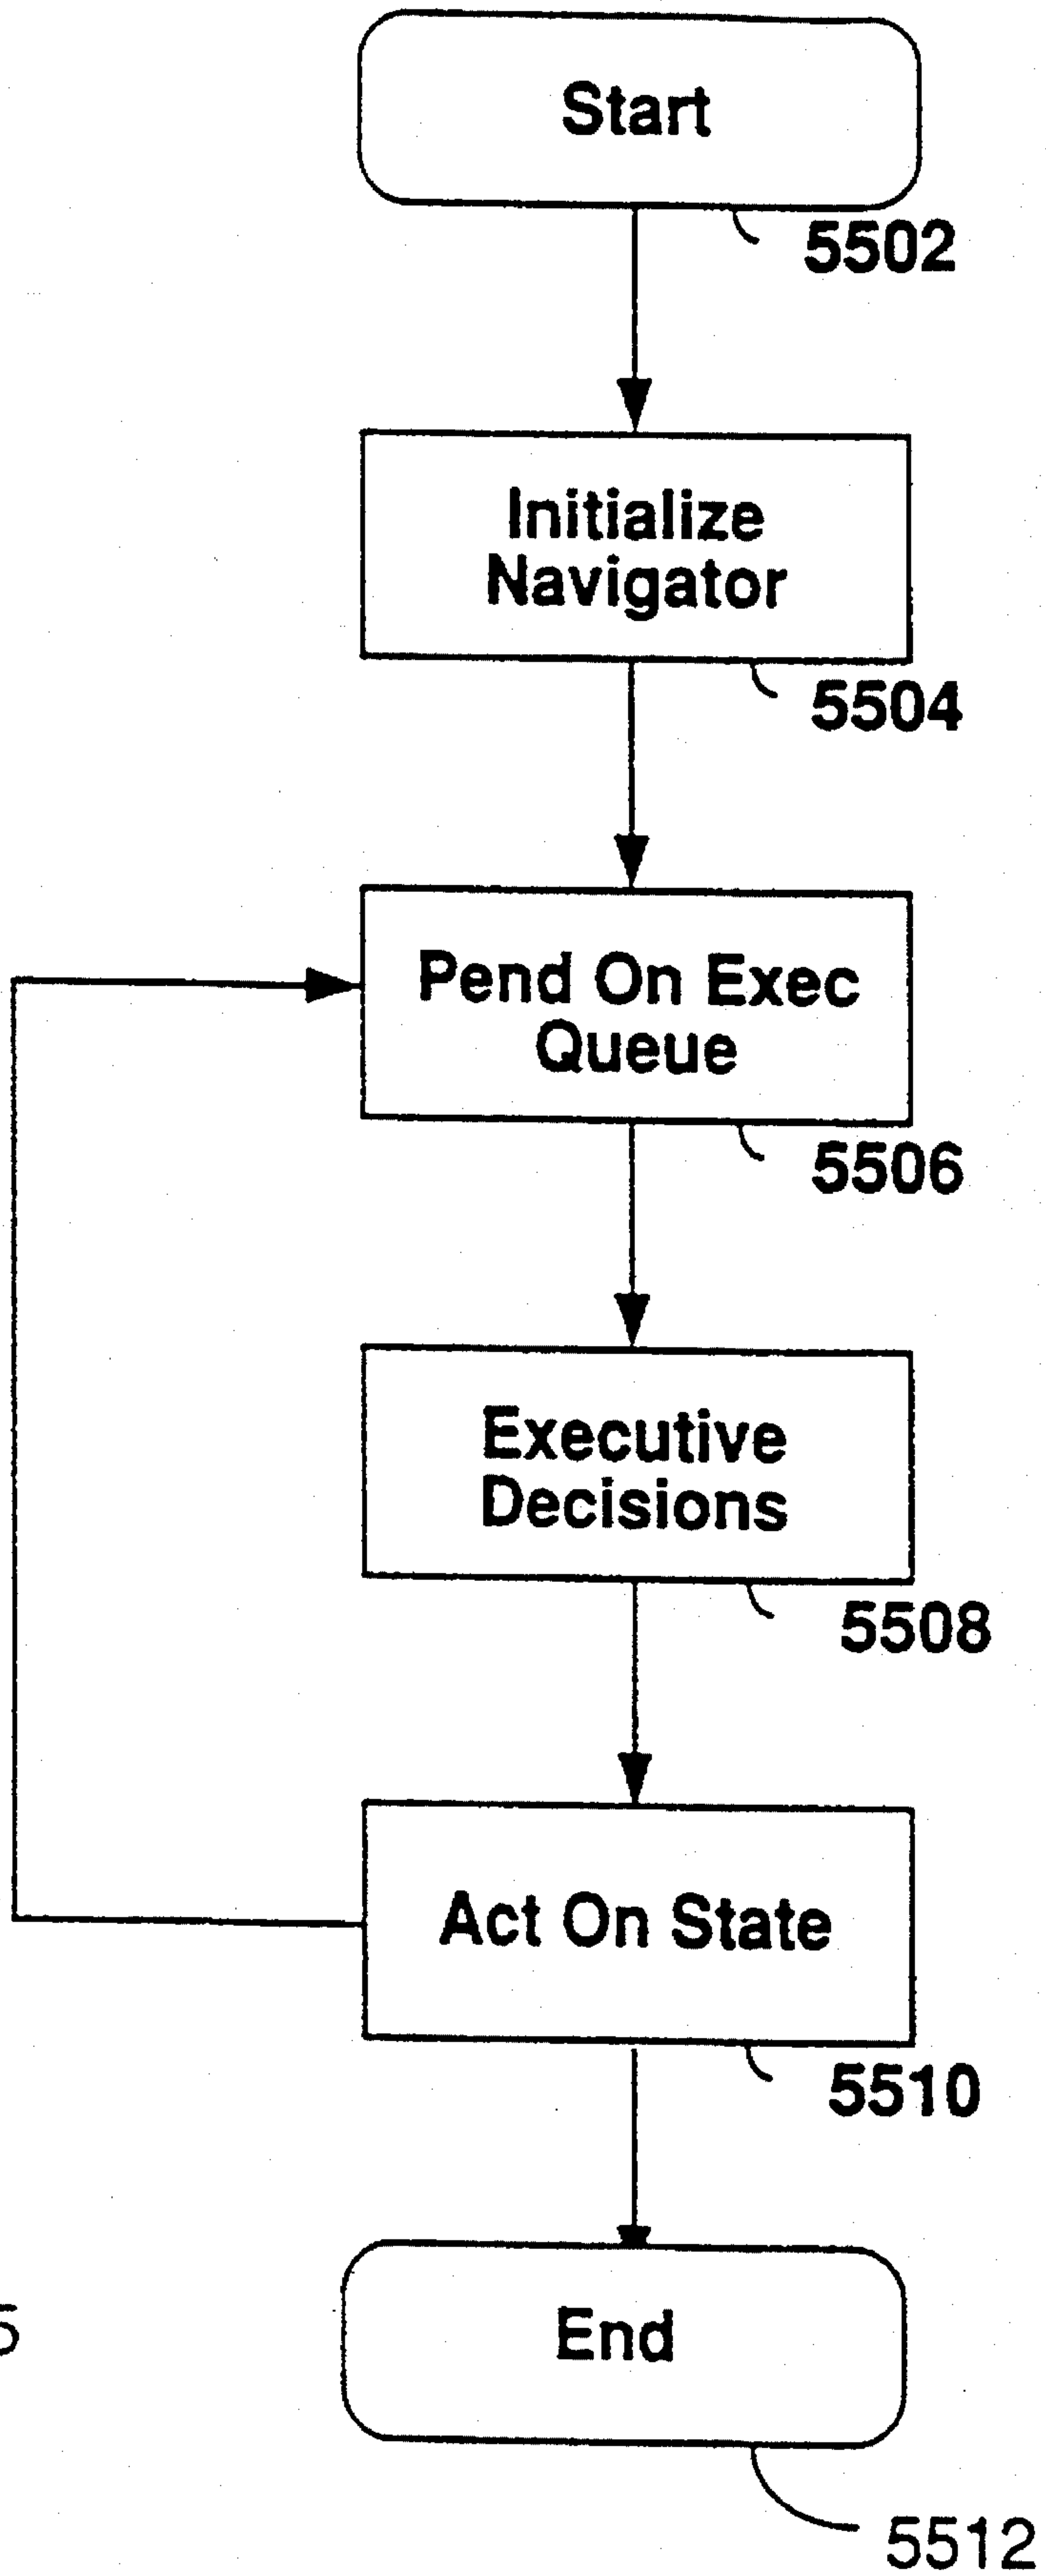 Start
5502
Initialize
Navigator
5504
Pend On Exec
Queue
5506
Executive
Decisions
5508
Act On State
5510
5
End
5512